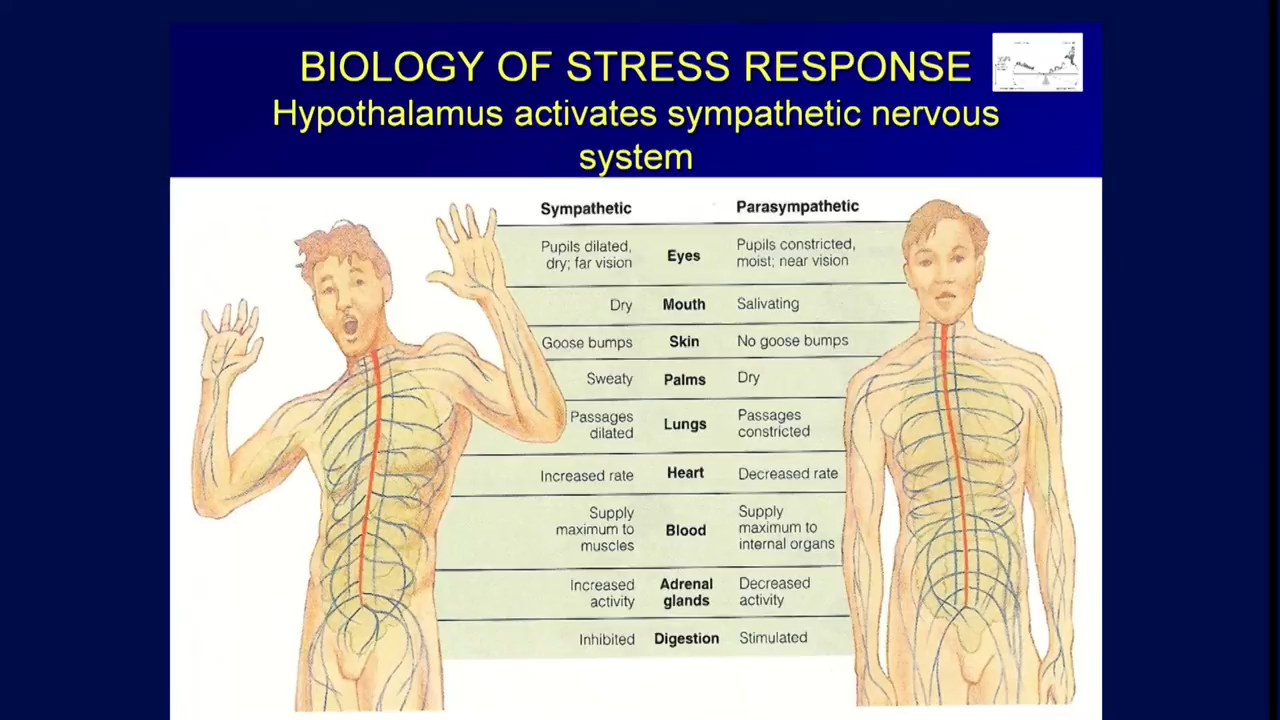 BIOLOGY OF STRESS RESPONSE
Hypothalamus activates sympathetic nervous
system
Sympathetic Parasympathetic
Pupils dilated, dry; far vision Eyes Pupils constricted, moist; near vision
Dry Mouth Salivating
Goose bumps Skin No goose bumps
Sweaty Palms Dry
Passages dilated Lungs Passages constricted
Increased rate Heart Decreased rate
Supply maximum to muscles Blood Supply maximum to internal organs
Increased activity Adrenal glands Decreased activity
Inhibited Digestion Stimulated